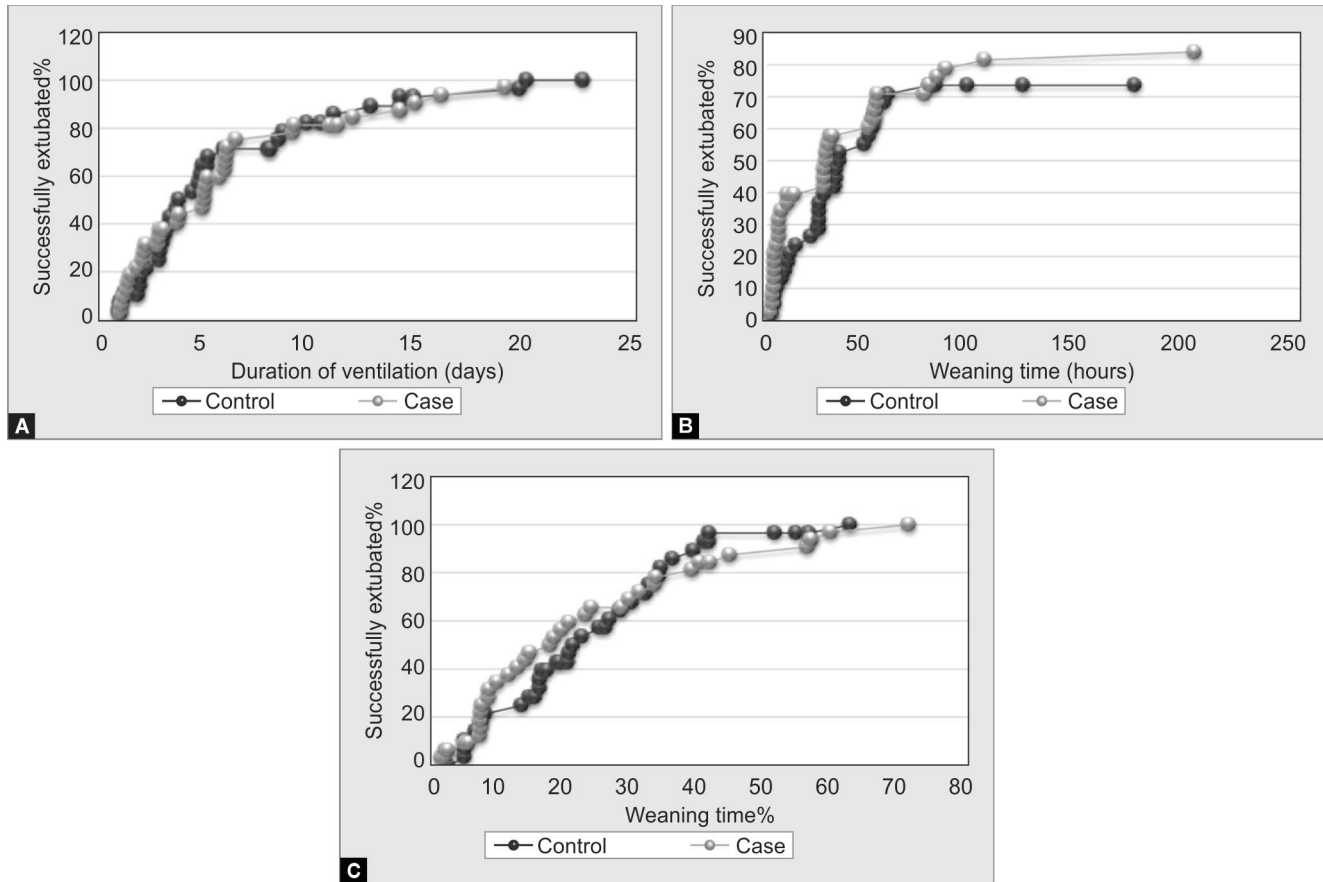 120
100
80
60
40
20
0
Successfully extubated%
0 5 10 15 20 25
Duration of ventilation (days)
Control Case
A
90
80
70
60
50
40
30
20
10
0
Successfully extubated%
0 50 100 150 200 250
Weaning time (hours)
Control Case
B
120
100
80
60
40
20
0
Successfully extubated%
0 10 20 30 40 50 60 70 80
Weaning time%
Control Case
C